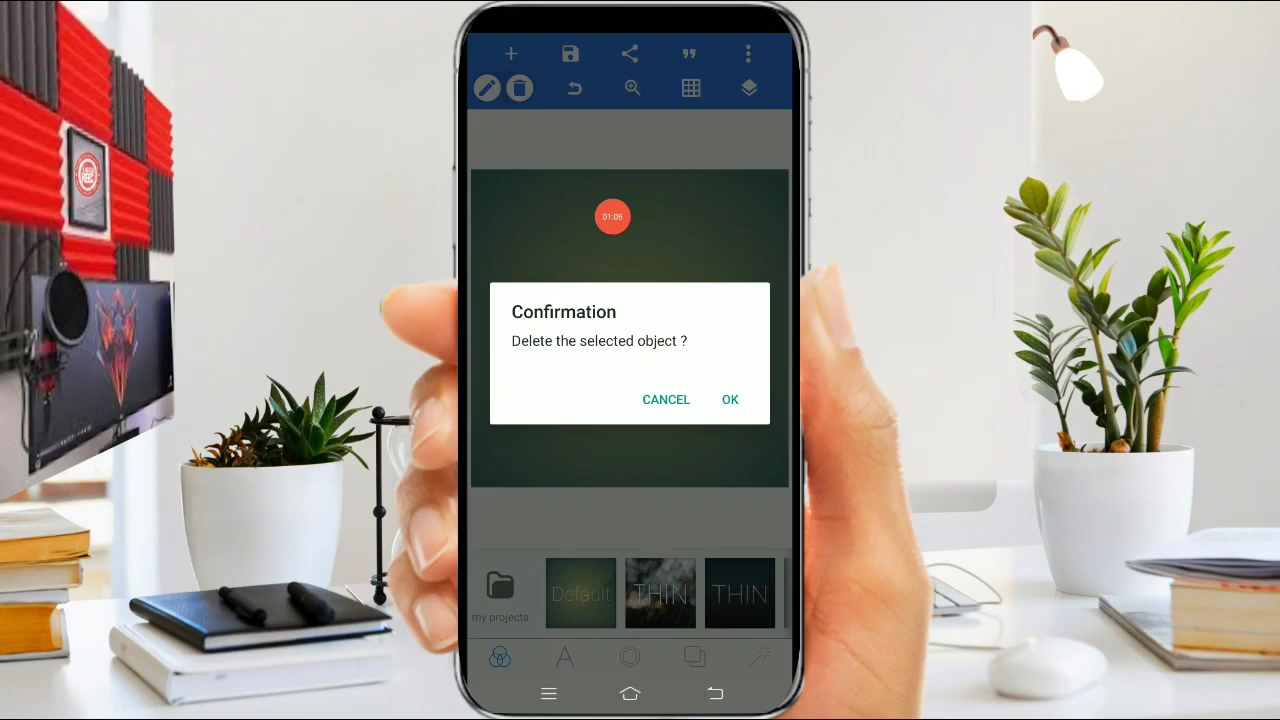 01:06
Confirmation
Delete the selected object ?
CANCEL OK
my projects
Default
THIN
THIN